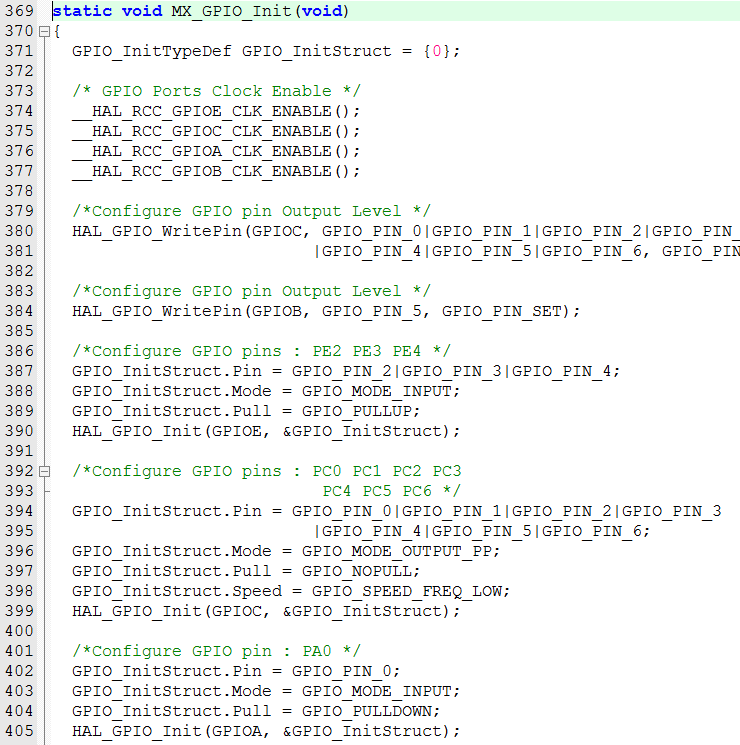 369 static void MX_GPIO_Init(void)
370 {
371 GPIO_InitTypeDef GPIO_InitStruct = {0};
372
373 /* GPIO Ports Clock Enable */
374 __HAL_RCC_GPIOE_CLK_ENABLE();
375 __HAL_RCC_GPIOC_CLK_ENABLE();
376 __HAL_RCC_GPIOA_CLK_ENABLE();
377 __HAL_RCC_GPIOB_CLK_ENABLE();
378
379 /*Configure GPIO pin Output Level */
380 HAL_GPIO_WritePin(GPIOC, GPIO_PIN_0|GPIO_PIN_1|GPIO_PIN_2|GPIO_PIN_
381 |GPIO_PIN_4|GPIO_PIN_5|GPIO_PIN_6, GPIO_PIN
382
383 /*Configure GPIO pin Output Level */
384 HAL_GPIO_WritePin(GPIOB, GPIO_PIN_5, GPIO_PIN_SET);
385
386 /*Configure GPIO pins : PE2 PE3 PE4 */
387 GPIO_InitStruct.Pin = GPIO_PIN_2|GPIO_PIN_3|GPIO_PIN_4;
388 GPIO_InitStruct.Mode = GPIO_MODE_INPUT;
389 GPIO_InitStruct.Pull = GPIO_PULLUP;
390 HAL_GPIO_Init(GPIOE, &GPIO_InitStruct);
391
392 /*Configure GPIO pins : PC0 PC1 PC2 PC3
393 PC4 PC5 PC6 */
394 GPIO_InitStruct.Pin = GPIO_PIN_0|GPIO_PIN_1|GPIO_PIN_2|GPIO_PIN_3
395 |GPIO_PIN_4|GPIO_PIN_5|GPIO_PIN_6;
396 GPIO_InitStruct.Mode = GPIO_MODE_OUTPUT_PP;
397 GPIO_InitStruct.Pull = GPIO_NOPULL;
398 GPIO_InitStruct.Speed = GPIO_SPEED_FREQ_LOW;
399 HAL_GPIO_Init(GPIOC, &GPIO_InitStruct);
400
401 /*Configure GPIO pin : PA0 */
402 GPIO_InitStruct.Pin = GPIO_PIN_0;
403 GPIO_InitStruct.Mode = GPIO_MODE_INPUT;
404 GPIO_InitStruct.Pull = GPIO_PULLDOWN;
405 HAL_GPIO_Init(GPIOA, &GPIO_InitStruct);